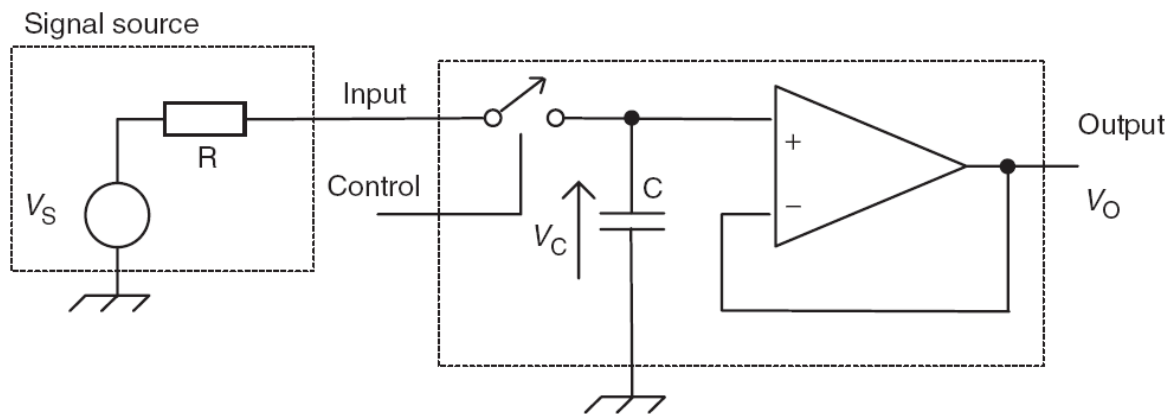 Signal source
Input
R
Control
V_S
V_C
C
+
−
Output
V_O